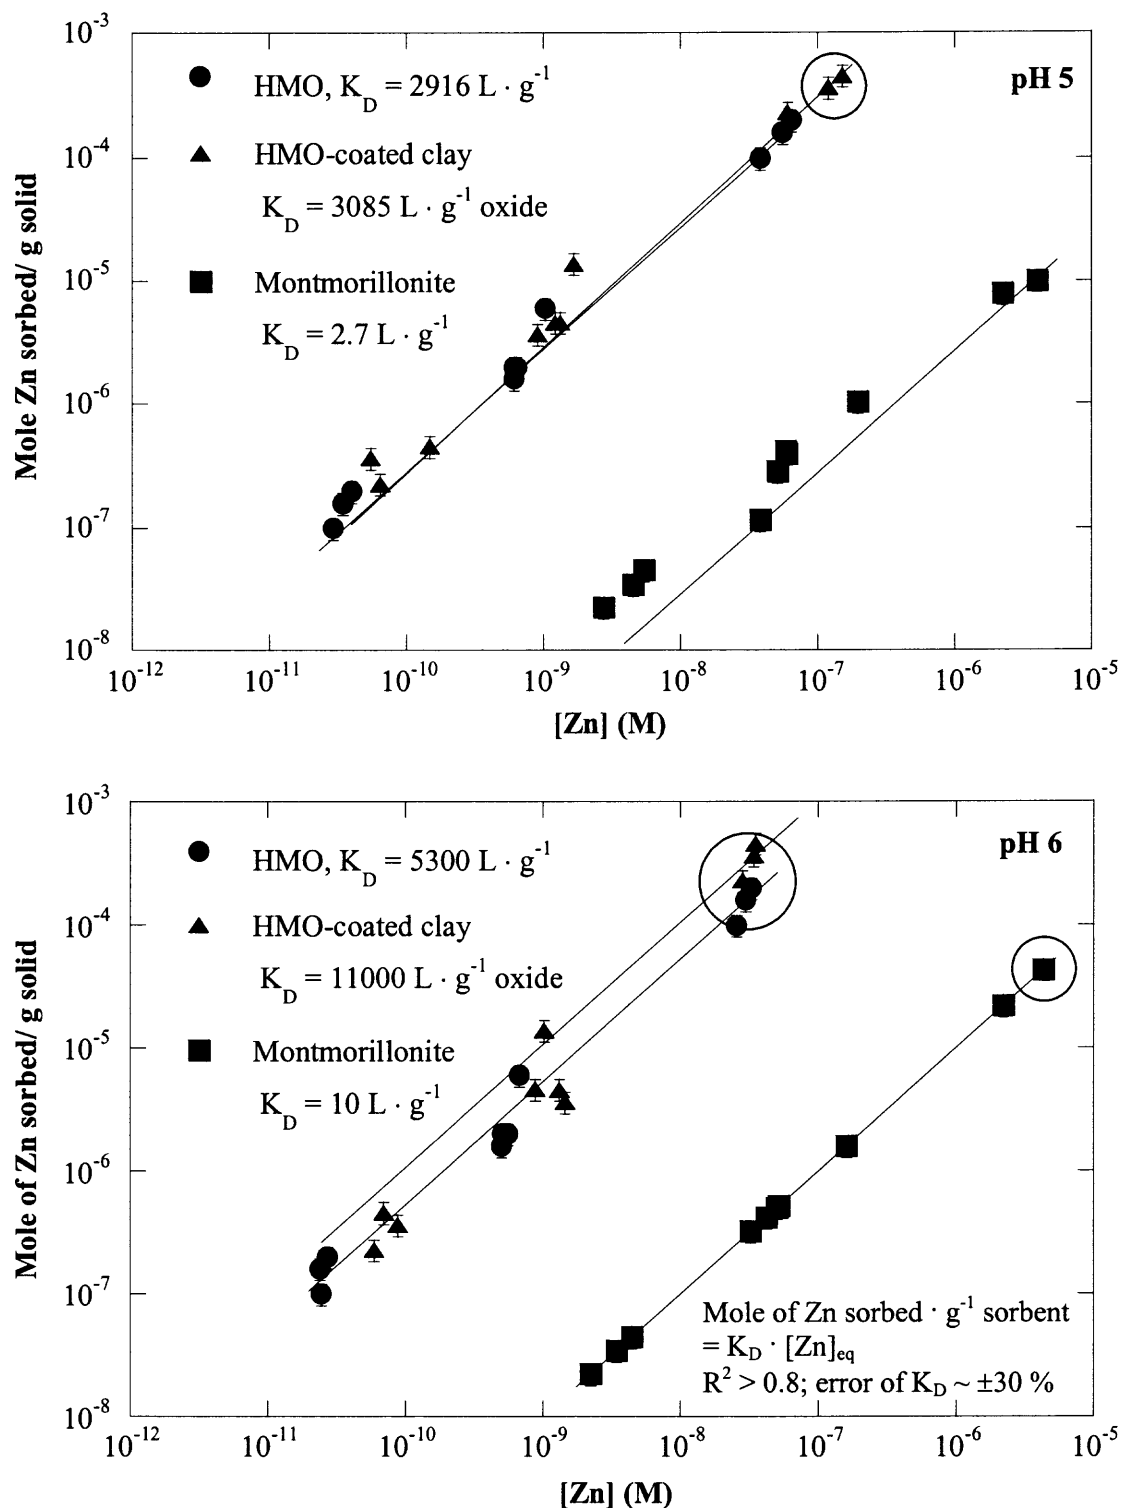 10⁻³
10⁻⁴
10⁻⁵
10⁻⁶
10⁻⁷
10⁻⁸
Mole Zn sorbed/ g solid
HMO, K_D = 2916 L · g⁻¹
HMO-coated clay
K_D = 3085 L · g⁻¹ oxide
Montmorillonite
K_D = 2.7 L · g⁻¹
pH 5
10⁻¹² 10⁻¹¹ 10⁻¹⁰ 10⁻⁹ 10⁻⁸ 10⁻⁷ 10⁻⁶ 10⁻⁵
[Zn] (M)
10⁻³
10⁻⁴
10⁻⁵
10⁻⁶
10⁻⁷
10⁻⁸
Mole of Zn sorbed/ g solid
HMO, K_D = 5300 L · g⁻¹
HMO-coated clay
K_D = 11000 L · g⁻¹ oxide
Montmorillonite
K_D = 10 L · g⁻¹
pH 6
Mole of Zn sorbed · g⁻¹ sorbent
= K_D · [Zn]_eq
R² > 0.8; error of K_D ~ ±30 %
10⁻¹² 10⁻¹¹ 10⁻¹⁰ 10⁻⁹ 10⁻⁸ 10⁻⁷ 10⁻⁶ 10⁻⁵
[Zn] (M)